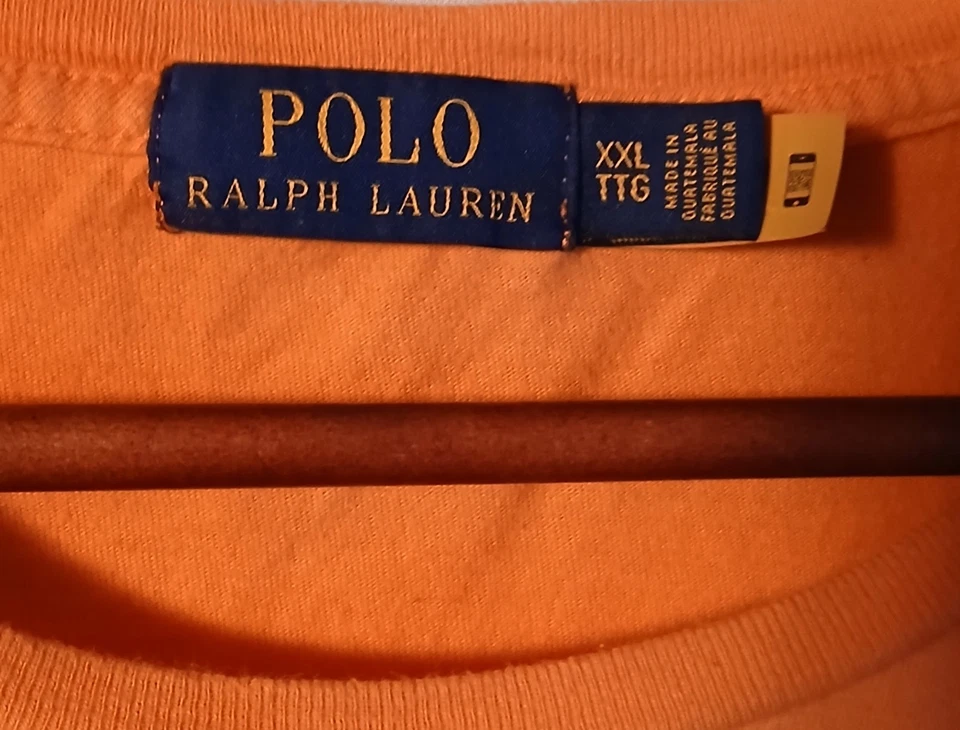 POLO
RALPH LAUREN
XXL
TTG
MADE IN
GUATEMALA
FABRIQUÉ AU
GUATEMALA